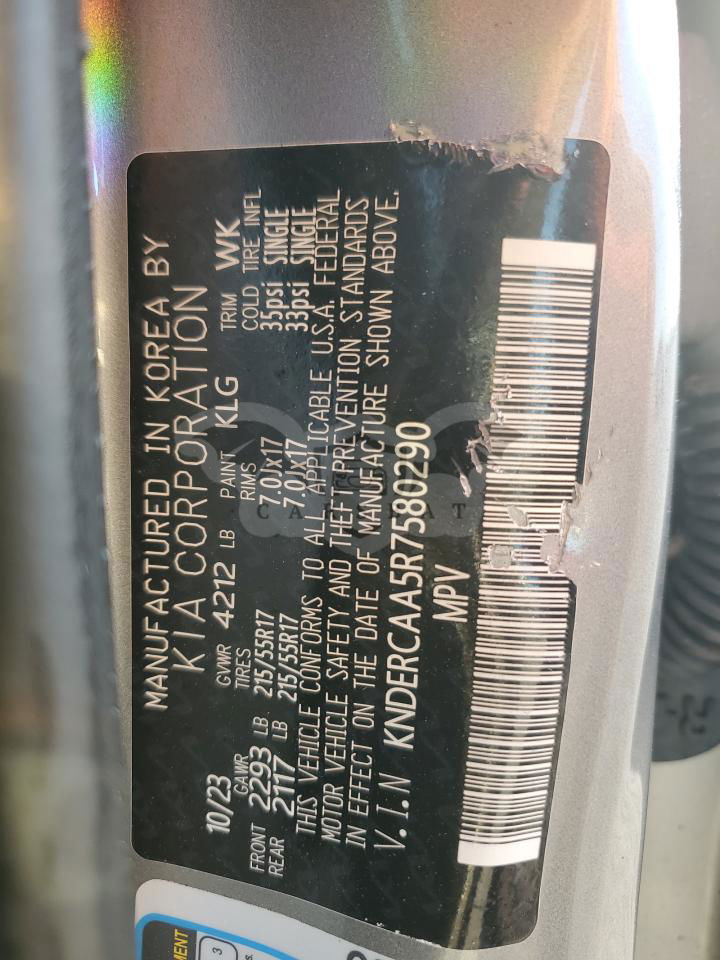 MANUFACTURED IN KOREA BY
KIA CORPORATION
10/23 GVWR 4212 LB PAINT KLG TRIM WK
GAWR TIRES RIMS COLD TIRE INFL
FRONT 2293 LB 215/55R17 7.0Jx17 35psi SINGLE
REAR 2117 LB 215/55R17 7.0Jx17 33psi SINGLE
THIS VEHICLE CONFORMS TO ALL APPLICABLE U.S.A. FEDERAL
MOTOR VEHICLE SAFETY AND THEFT PREVENTION STANDARDS
IN EFFECT ON THE DATE OF MANUFACTURE SHOWN ABOVE.
V.I.N KNDERCAA5R7580290
MPV
3